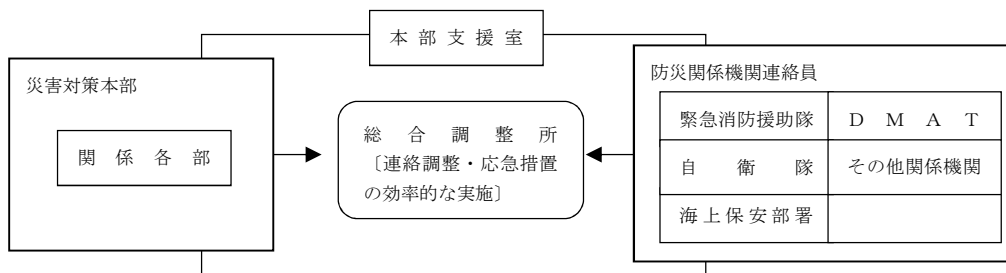 本部支援室
災害対策本部
関係各部
総合調整所
〔連絡調整・応急措置
の効率的な実施〕
防災関係機関連絡員
緊急消防援助隊
DMAT
自衛隊
その他関係機関
海上保安部署